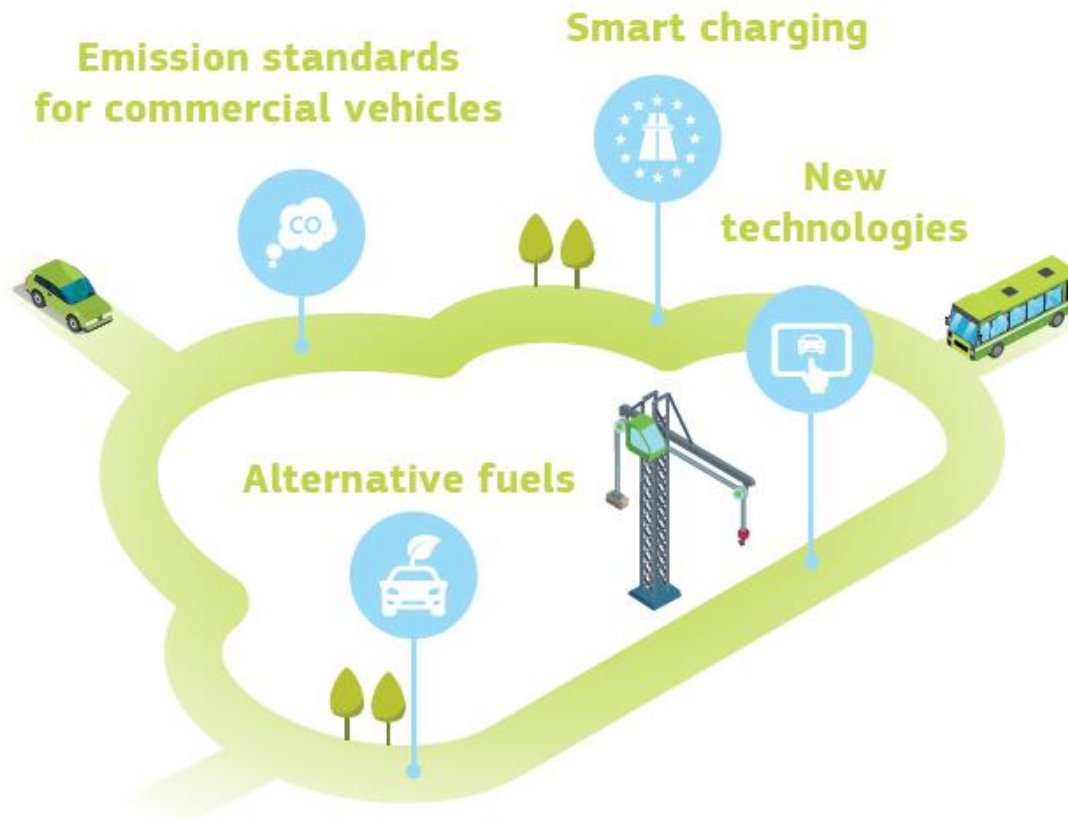 Smart charging
Emission standards
for commercial vehicles
CO
New
technologies
Alternative fuels